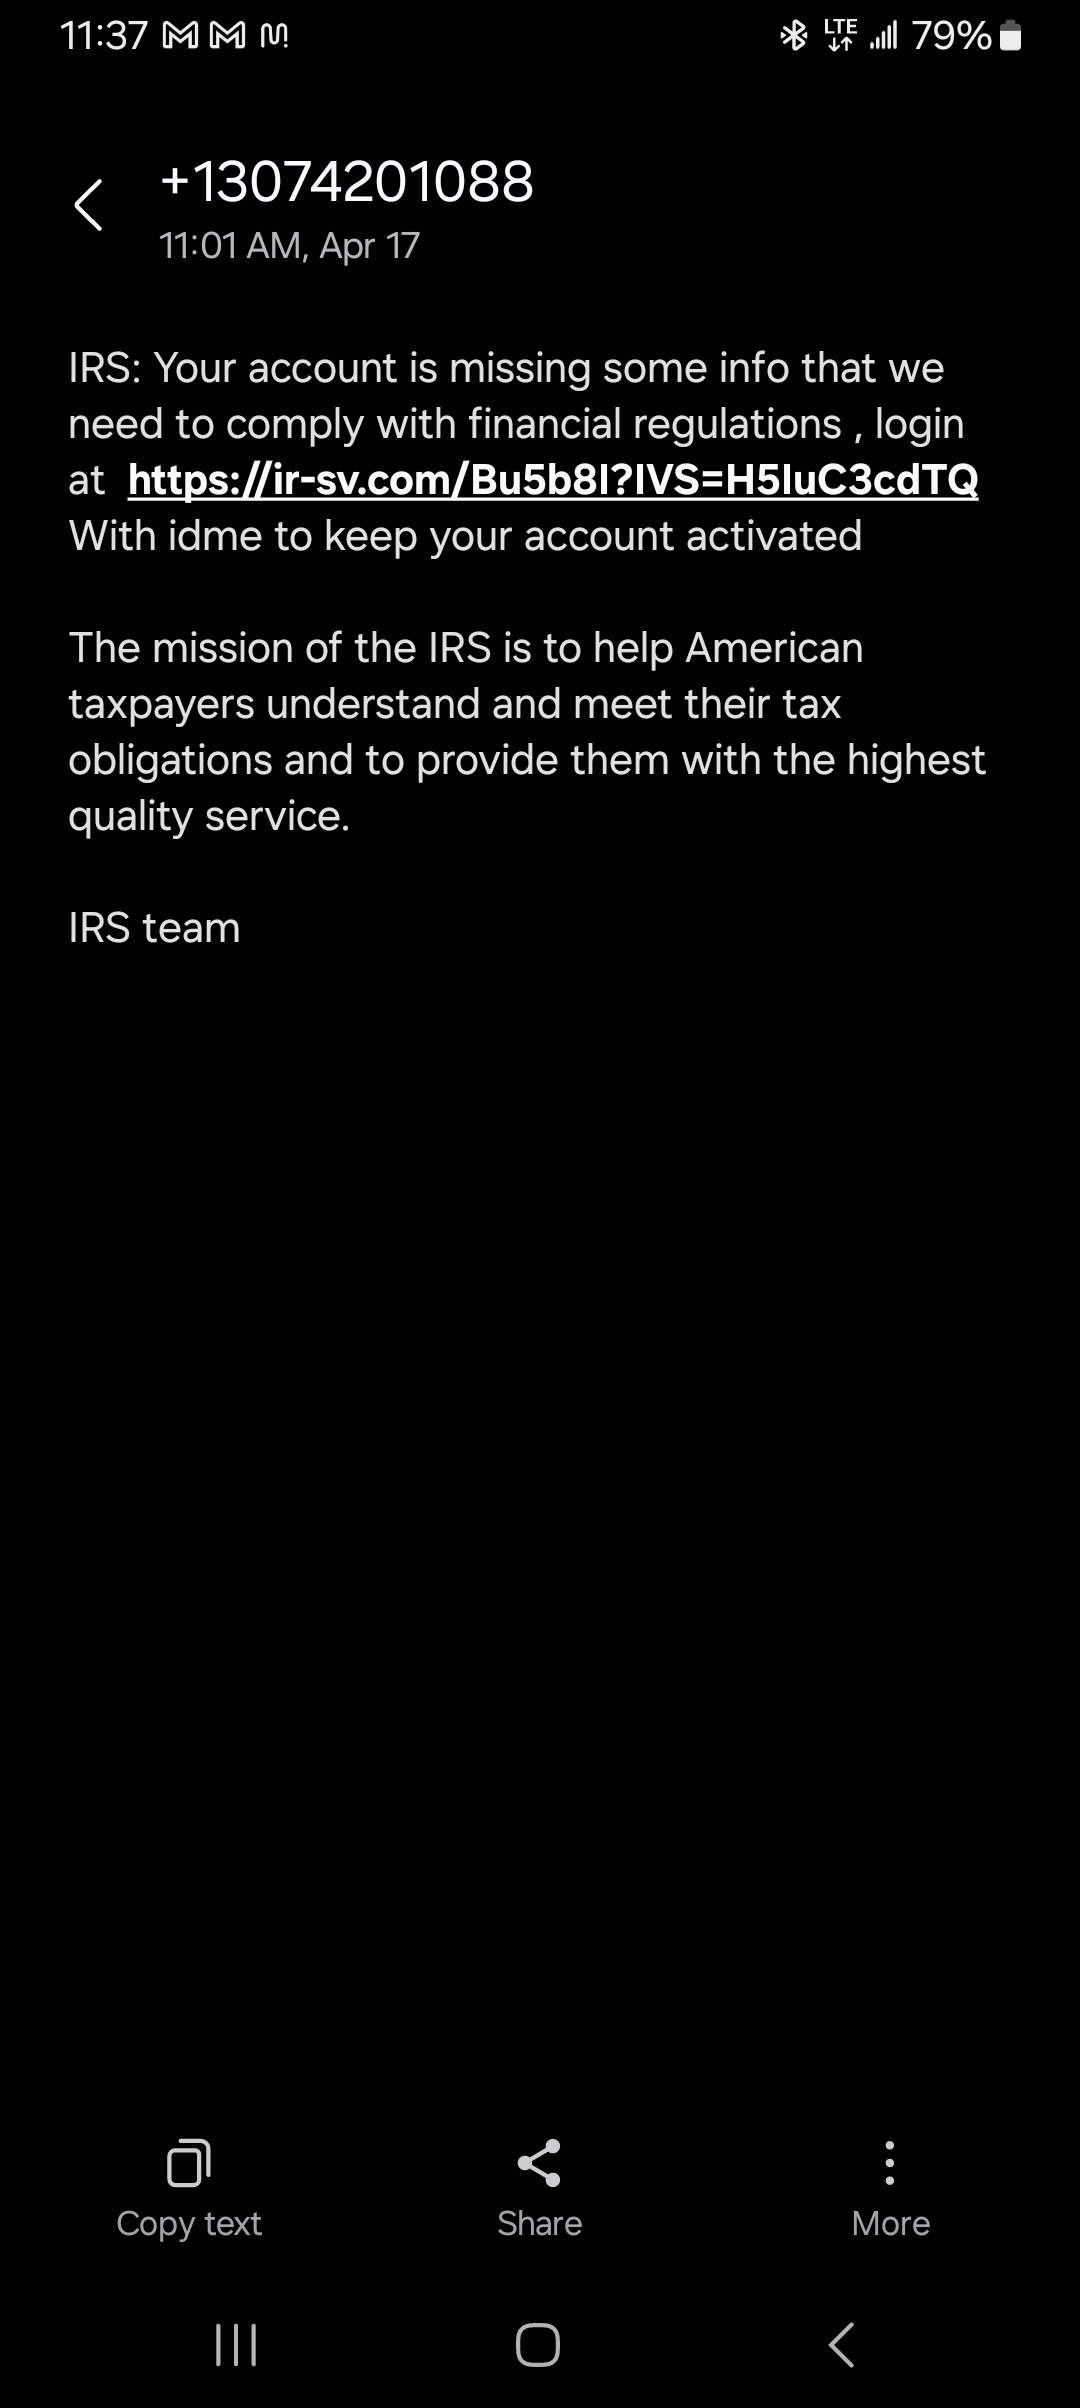 11:37
LTE
79%
+13074201088
11:01 AM, Apr 17
IRS: Your account is missing some info that we
need to comply with financial regulations , login
at  https://ir-sv.com/Bu5b8I?IVS=H5IuC3cdTQ
With idme to keep your account activated
The mission of the IRS is to help American
taxpayers understand and meet their tax
obligations and to provide them with the highest
quality service.
IRS team
Copy text
Share
More